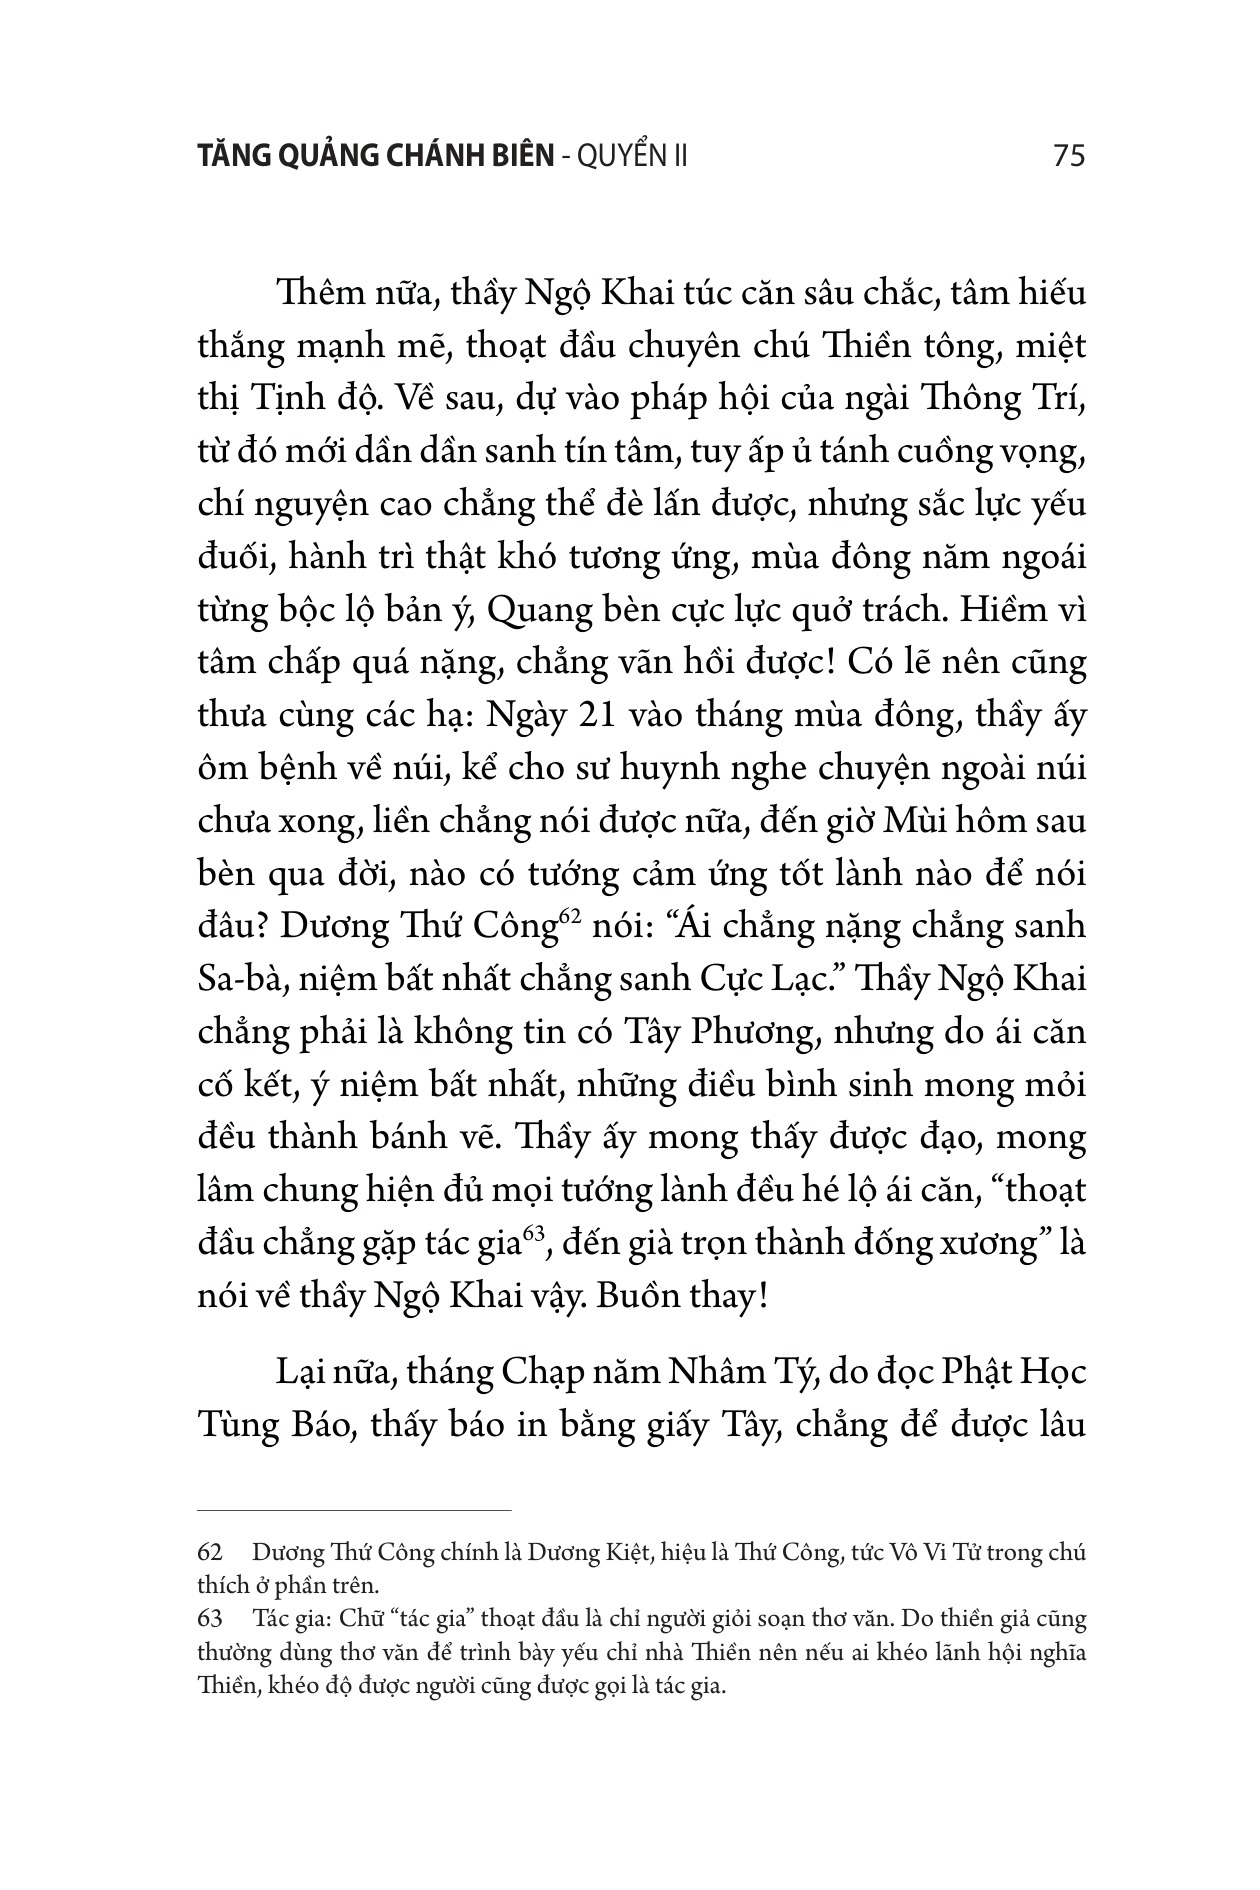 TĂNG QUẢNG CHÁNH BIÊN - QUYỂN II 75
Thêm nữa, thầy Ngộ Khai túc căn sâu chắc, tâm hiếu
thắng mạnh mẽ, thoạt đầu chuyên chú Thiền tông, miệt
thị Tịnh độ. Về sau, dự vào pháp hội của ngài Thông Trí,
từ đó mới dần dần sanh tín tâm, tuy ấp ủ tánh cuồng vọng,
chí nguyện cao chẳng thể đè lấn được, nhưng sắc lực yếu
đuối, hành trì thật khó tương ứng, mùa đông năm ngoái
từng bộc lộ bản ý, Quang bèn cực lực quở trách. Hiềm vì
tâm chấp quá nặng, chẳng vãn hồi được! Có lẽ nên cũng
thưa cùng các hạ: Ngày 21 vào tháng mùa đông, thầy ấy
ôm bệnh về núi, kể cho sư huynh nghe chuyện ngoài núi
chưa xong, liền chẳng nói được nữa, đến giờ Mùi hôm sau
bèn qua đời, nào có tướng cảm ứng tốt lành nào để nói
đâu? Dương Thứ Công62 nói: “Ái chẳng nặng chẳng sanh
Sa-bà, niệm bất nhất chẳng sanh Cực Lạc.” Thầy Ngộ Khai
chẳng phải là không tin có Tây Phương, nhưng do ái căn
cố kết, ý niệm bất nhất, những điều bình sinh mong mỏi
đều thành bánh vẽ. Thầy ấy mong thấy được đạo, mong
lâm chung hiện đủ mọi tướng lành đều hé lộ ái căn, “thoạt
đầu chẳng gặp tác gia63, đến già trọn thành đống xương” là
nói về thầy Ngộ Khai vậy. Buồn thay!
Lại nữa, tháng Chạp năm Nhâm Tý, do đọc Phật Học
Tùng Báo, thấy báo in bằng giấy Tây, chẳng để được lâu
62 Dương Thứ Công chính là Dương Kiệt, hiệu là Thứ Công, tức Vô Vi Tử trong chú
thích ở phần trên.
63 Tác gia: Chữ “tác gia” thoạt đầu là chỉ người giỏi soạn thơ văn. Do thiền giả cũng
thường dùng thơ văn để trình bày yếu chỉ nhà Thiền nên nếu ai khéo lãnh hội nghĩa
Thiền, khéo độ được người cũng được gọi là tác gia.